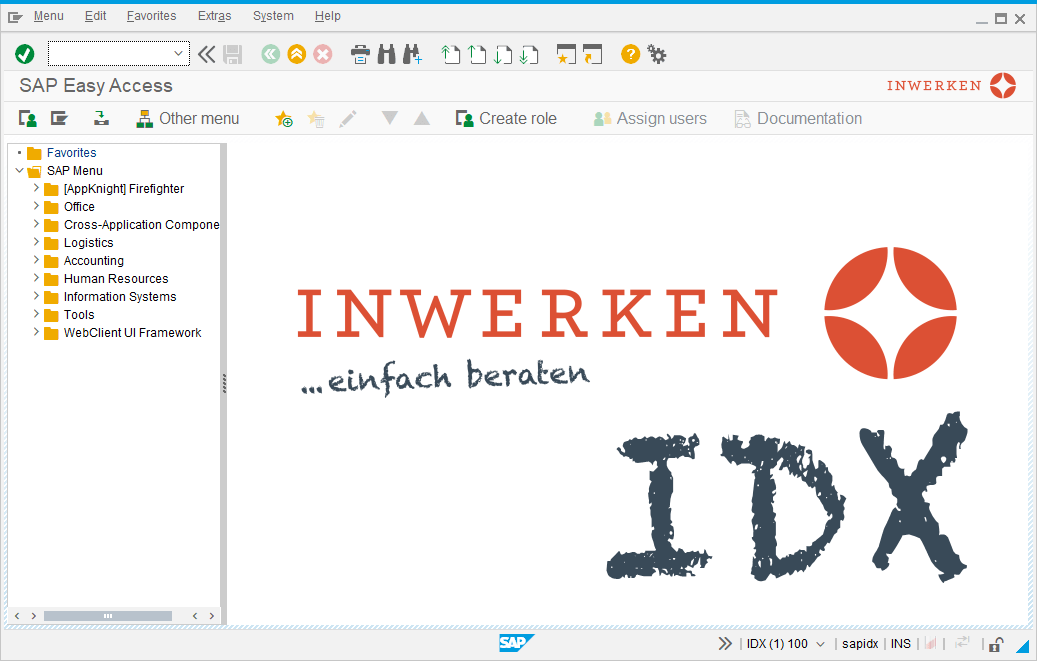 Menu Edit Favorites Extras System Help
SAP Easy Access
INWERKEN
Other menu Create role Assign users Documentation
Favorites
SAP Menu
[AppKnight] Firefighter
Office
Cross-Application Compone
Logistics
Accounting
Human Resources
Information Systems
Tools
WebClient UI Framework
INWERKEN
...einfach beraten
IDX
SAP
IDX (1) 100 sapidx INS